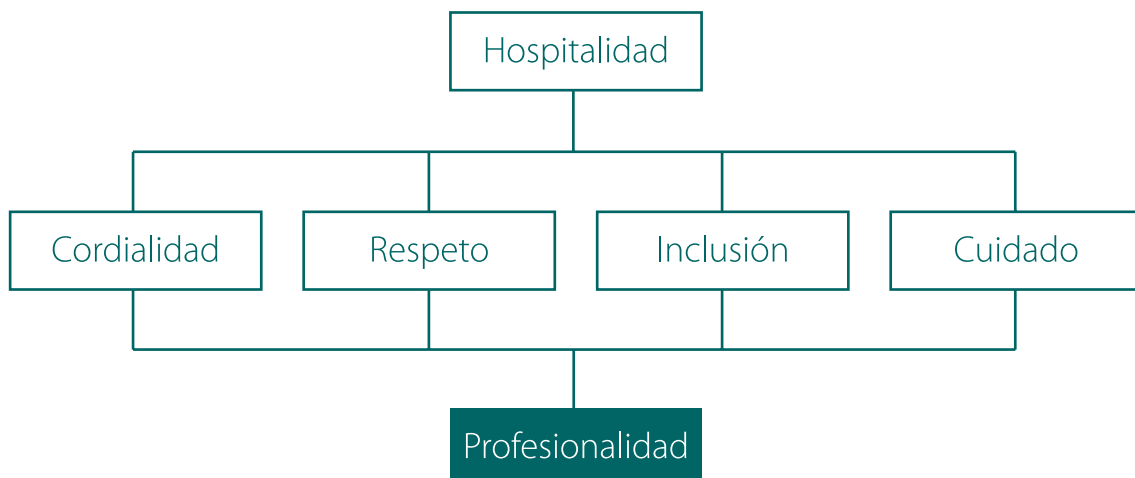 Hospitalidad
Cordialidad
Respeto
Inclusión
Cuidado
Profesionalidad